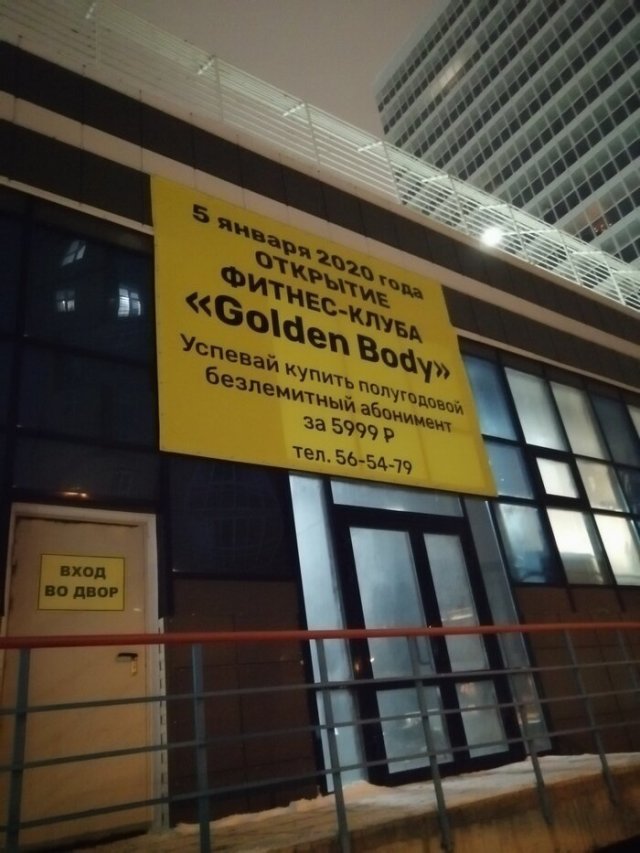 5 января 2020 года
ОТКРЫТИЕ
ФИТНЕС-КЛУБА
«Golden Body»
Успевай купить полугодовой
безлемитный абонимент
за 5999 ₽
тел. 56-54-79
ВХОД
ВО ДВОР